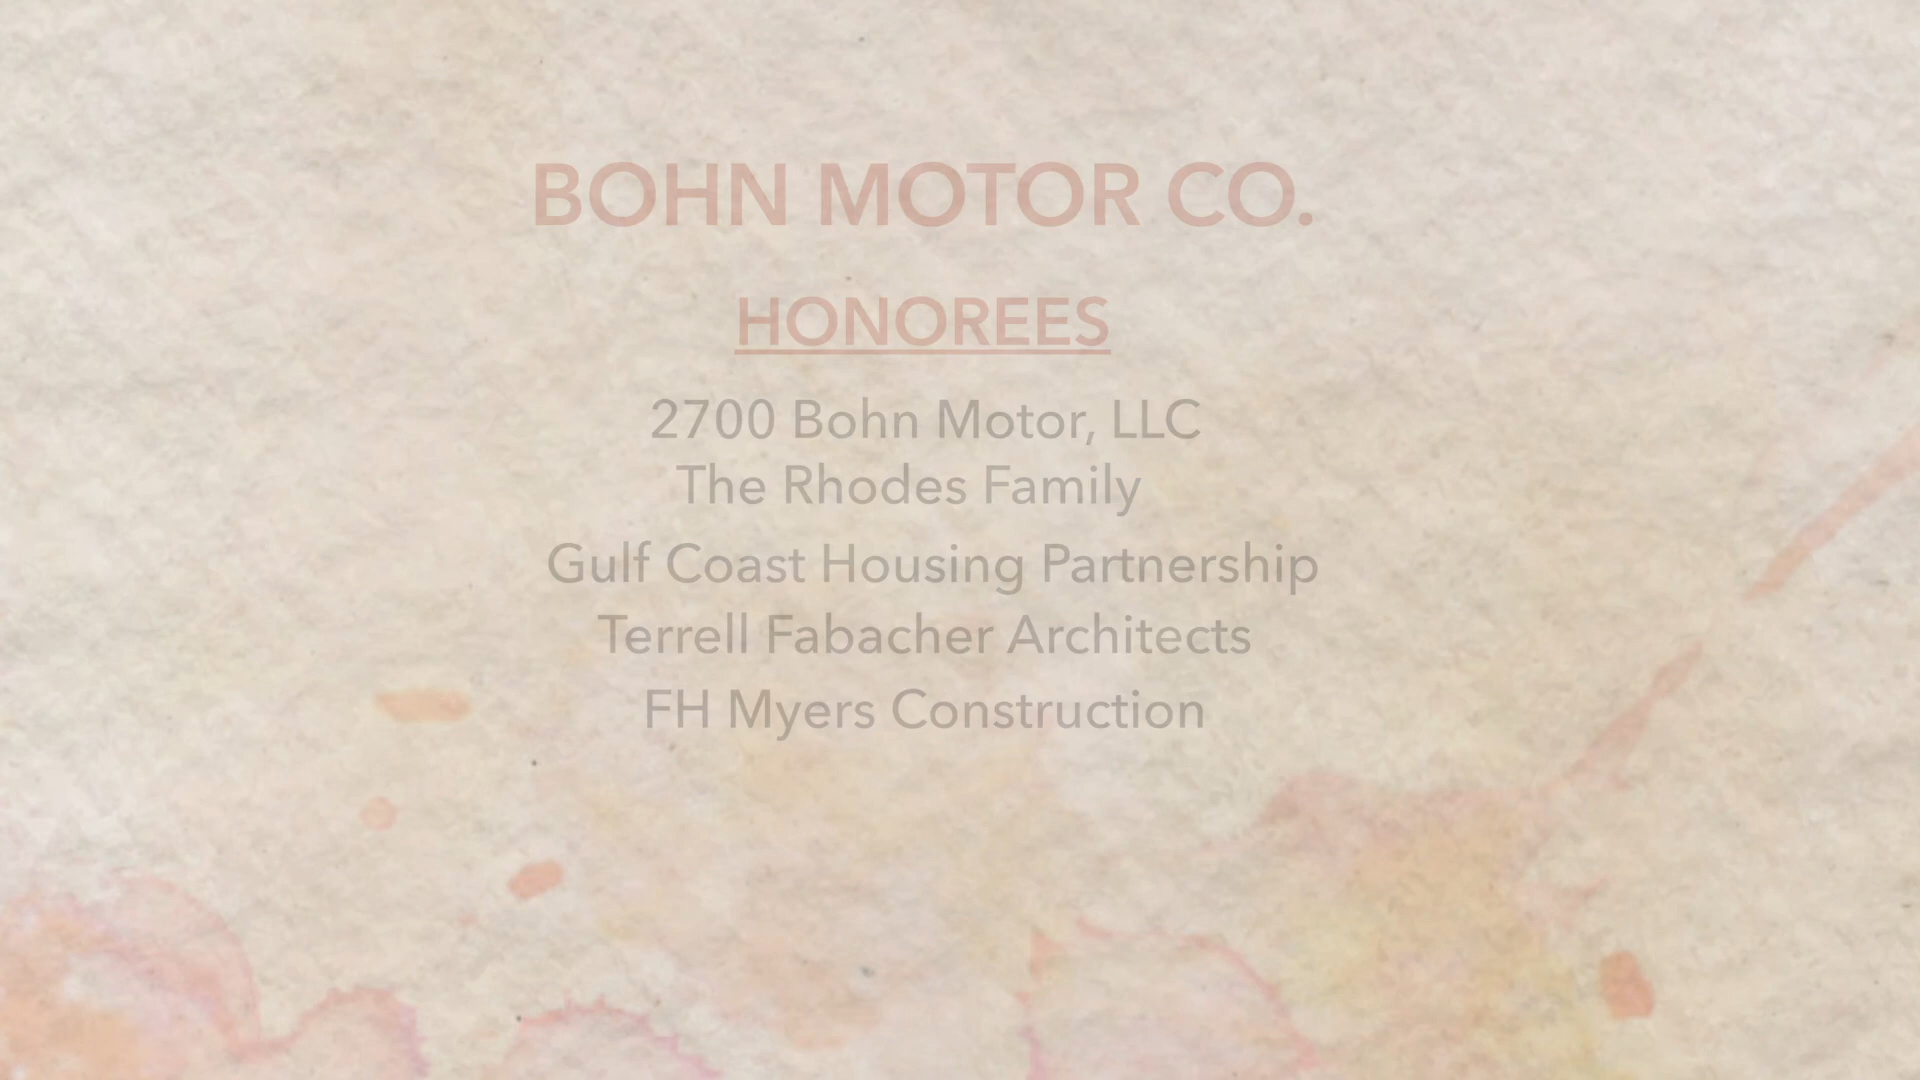 BOHN MOTOR CO.
HONOREES
2700 Bohn Motor, LLC
The Rhodes Family
Gulf Coast Housing Partnership
Terrell Fabacher Architects
FH Myers Construction